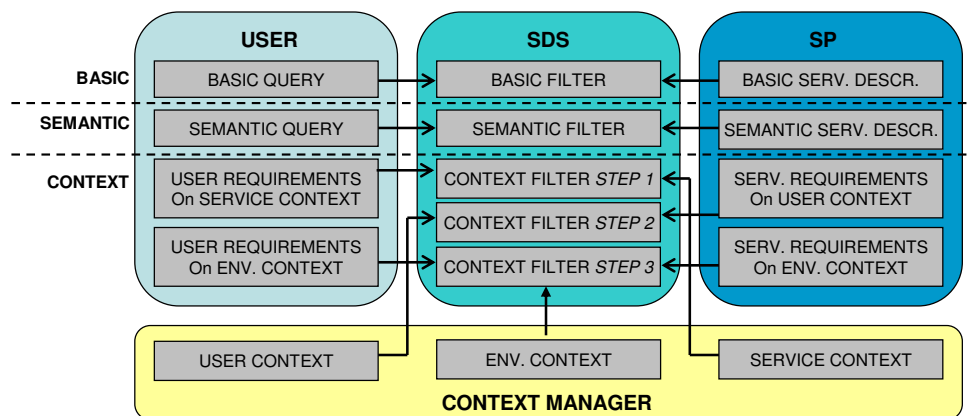 USER
SDS
SP
BASIC
BASIC QUERY
BASIC FILTER
BASIC SERV. DESCR.
SEMANTIC
SEMANTIC QUERY
SEMANTIC FILTER
SEMANTIC SERV. DESCR.
CONTEXT
USER REQUIREMENTS
On SERVICE CONTEXT
CONTEXT FILTER STEP 1
SERV. REQUIREMENTS
On USER CONTEXT
CONTEXT FILTER STEP 2
USER REQUIREMENTS
On ENV. CONTEXT
CONTEXT FILTER STEP 3
SERV. REQUIREMENTS
On ENV. CONTEXT
USER CONTEXT
ENV. CONTEXT
SERVICE CONTEXT
CONTEXT MANAGER